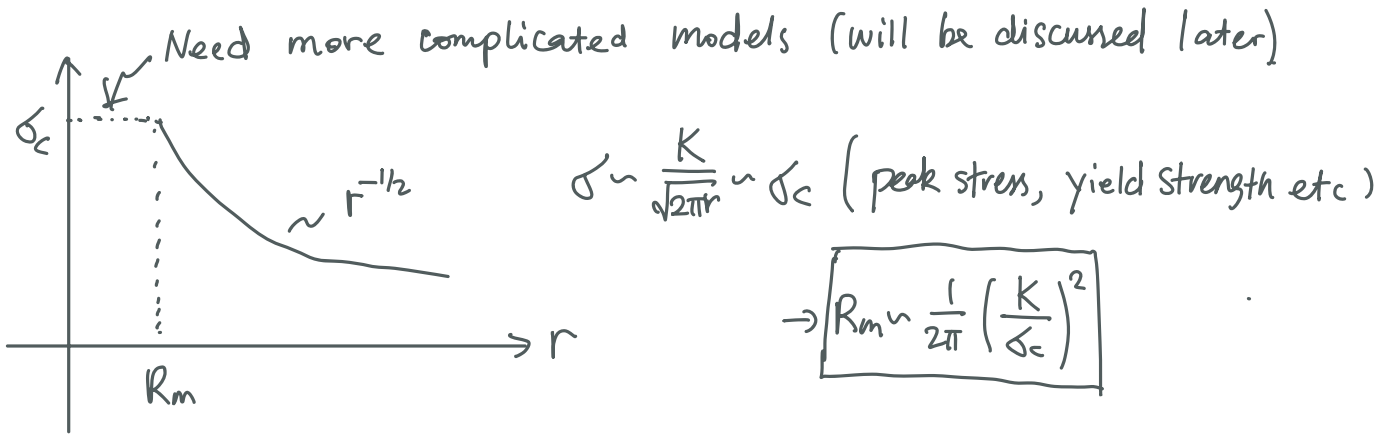 Need more complicated models (will be discussed later)
σc
~ r^{-1/2}
σ ~ K/√(2πr) ~ σc (peak stress, yield strength etc)
→ Rm ~ 1/(2π) (K/σc)^2
r
Rm